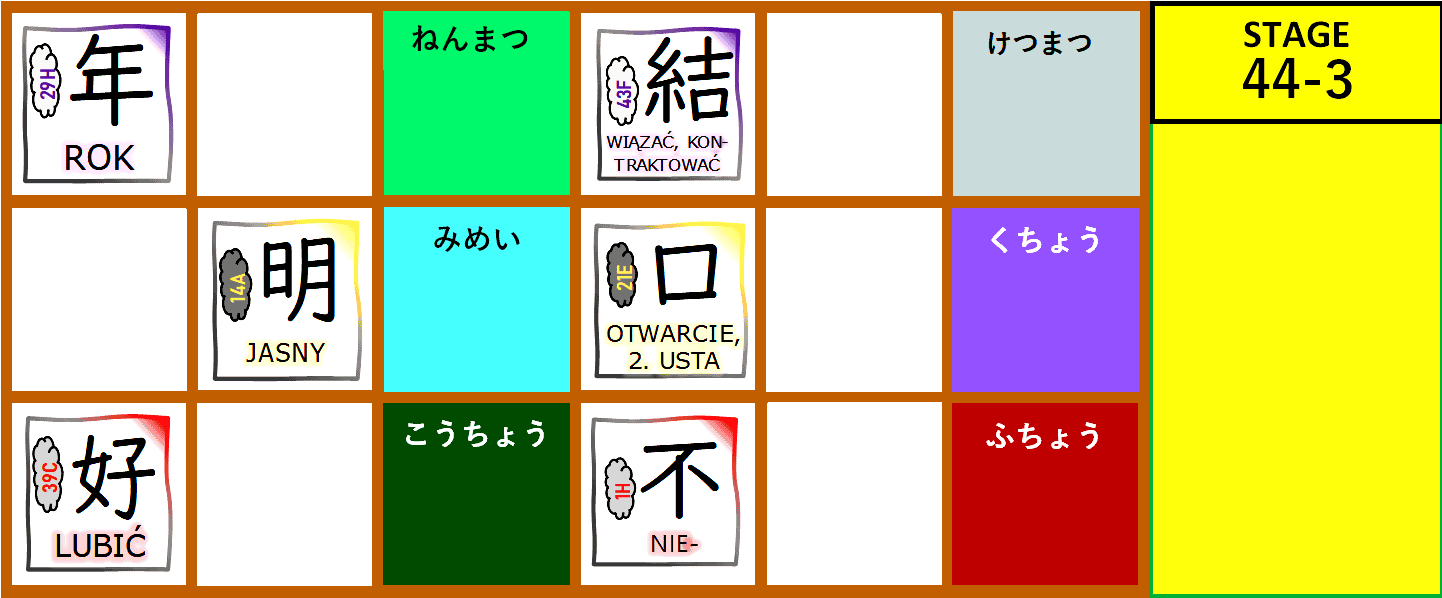 29H
年
ROK
ねんまつ
43F
結
WIĄZAĆ, KON-
TRAKTOWAĆ
けつまつ
STAGE
44-3
14A
明
JASNY
みめい
21E
口
OTWARCIE,
2. USTA
くちょう
39C
好
LUBIĆ
こうちょう
1H
不
NIE-
ふちょう